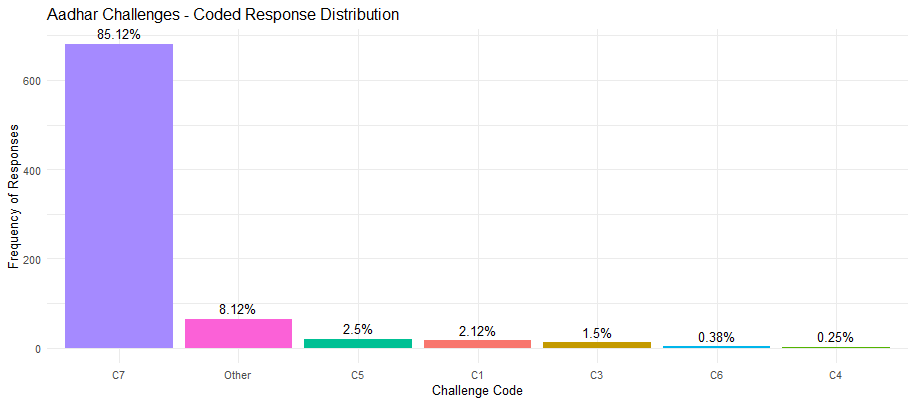 Aadhar Challenges - Coded Response Distribution
85.12%
8.12%
2.5%
2.12%
1.5%
0.38%
0.25%
Frequency of Responses
600
400
200
0
C7 Other C5 C1 C3 C6 C4
Challenge Code